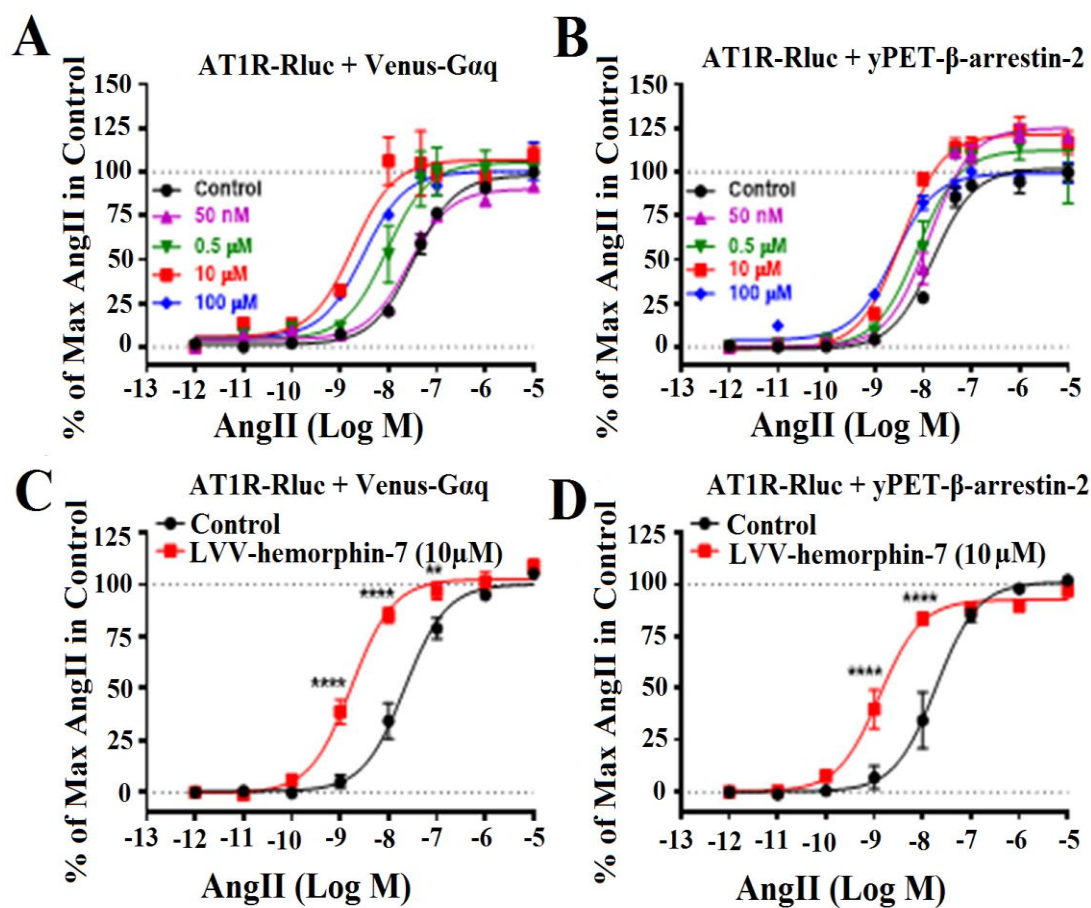 A
AT1R-Rluc + Venus-Gαq
% of Max AngII in Control
125
100
75
50
25
0
Control
50 nM
0.5 µM
10 µM
100 µM
-13 -12 -11 -10 -9 -8 -7 -6 -5
AngII (Log M)
B
AT1R-Rluc + yPET-β-arrestin-2
% of Max AngII in Control
125
100
75
50
25
0
Control
50 nM
0.5 µM
10 µM
100 µM
-13 -12 -11 -10 -9 -8 -7 -6 -5
AngII (Log M)
C
AT1R-Rluc + Venus-Gαq
Control
LVV-hemorphin-7 (10µM)
% of Max AngII in Control
125
100
75
50
25
0
**
****
****
-13 -12 -11 -10 -9 -8 -7 -6 -5
AngII (Log M)
D
AT1R-Rluc + yPET-β-arrestin-2
Control
LVV-hemorphin-7 (10 µM)
% of Max AngII in Control
125
100
75
50
25
0
****
****
-13 -12 -11 -10 -9 -8 -7 -6 -5
AngII (Log M)